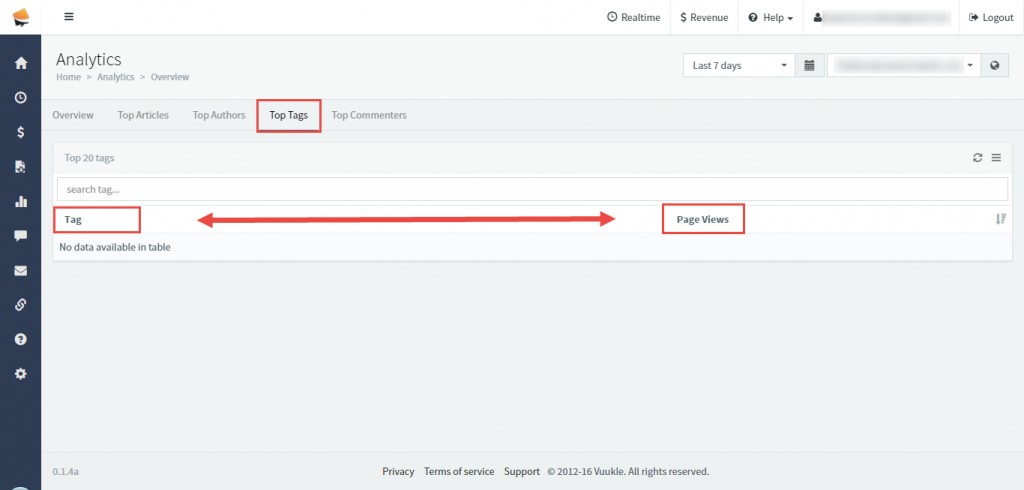 Realtime $ Revenue Help Logout
Analytics
Home > Analytics > Overview
Last 7 days
Overview Top Articles Top Authors Top Tags Top Commenters
Top 20 tags
search tag...
Tag Page Views
No data available in table
0.1.4a Privacy Terms of service Support © 2012-16 Vuukle. All rights reserved.